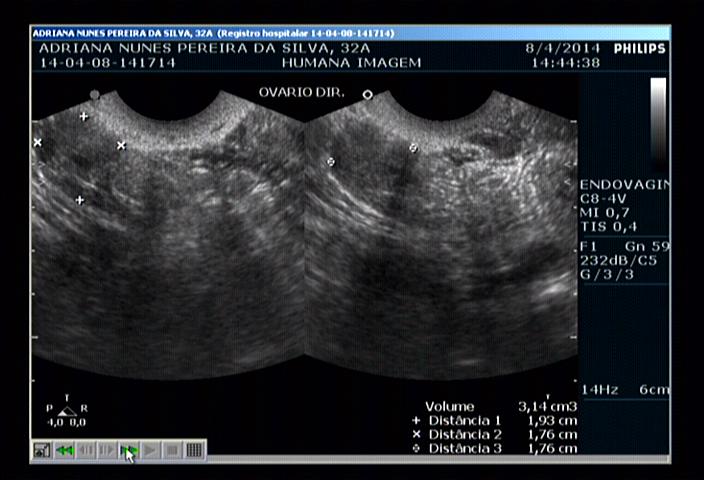 ADRIANA NUNES PEREIRA DA SILVA, 32A (Registro hospitalar 14-04-08-141714)
ADRIANA NUNES PEREIRA DA SILVA, 32A 8/4/2014 PHILIPS
14-04-08-141714 HUMANA IMAGEM 14:44:38
OVARIO DIR.
ENDOVAGIN
C8-4V
MI 0,7
TIS 0,4
F1 Gn 59
232dB/C5
G/3/3
14Hz 6cm
P R
4,0 8,0
Volume 3,14 cm3
+ Distância 1 1,93 cm
× Distância 2 1,76 cm
Distância 3 1,76 cm